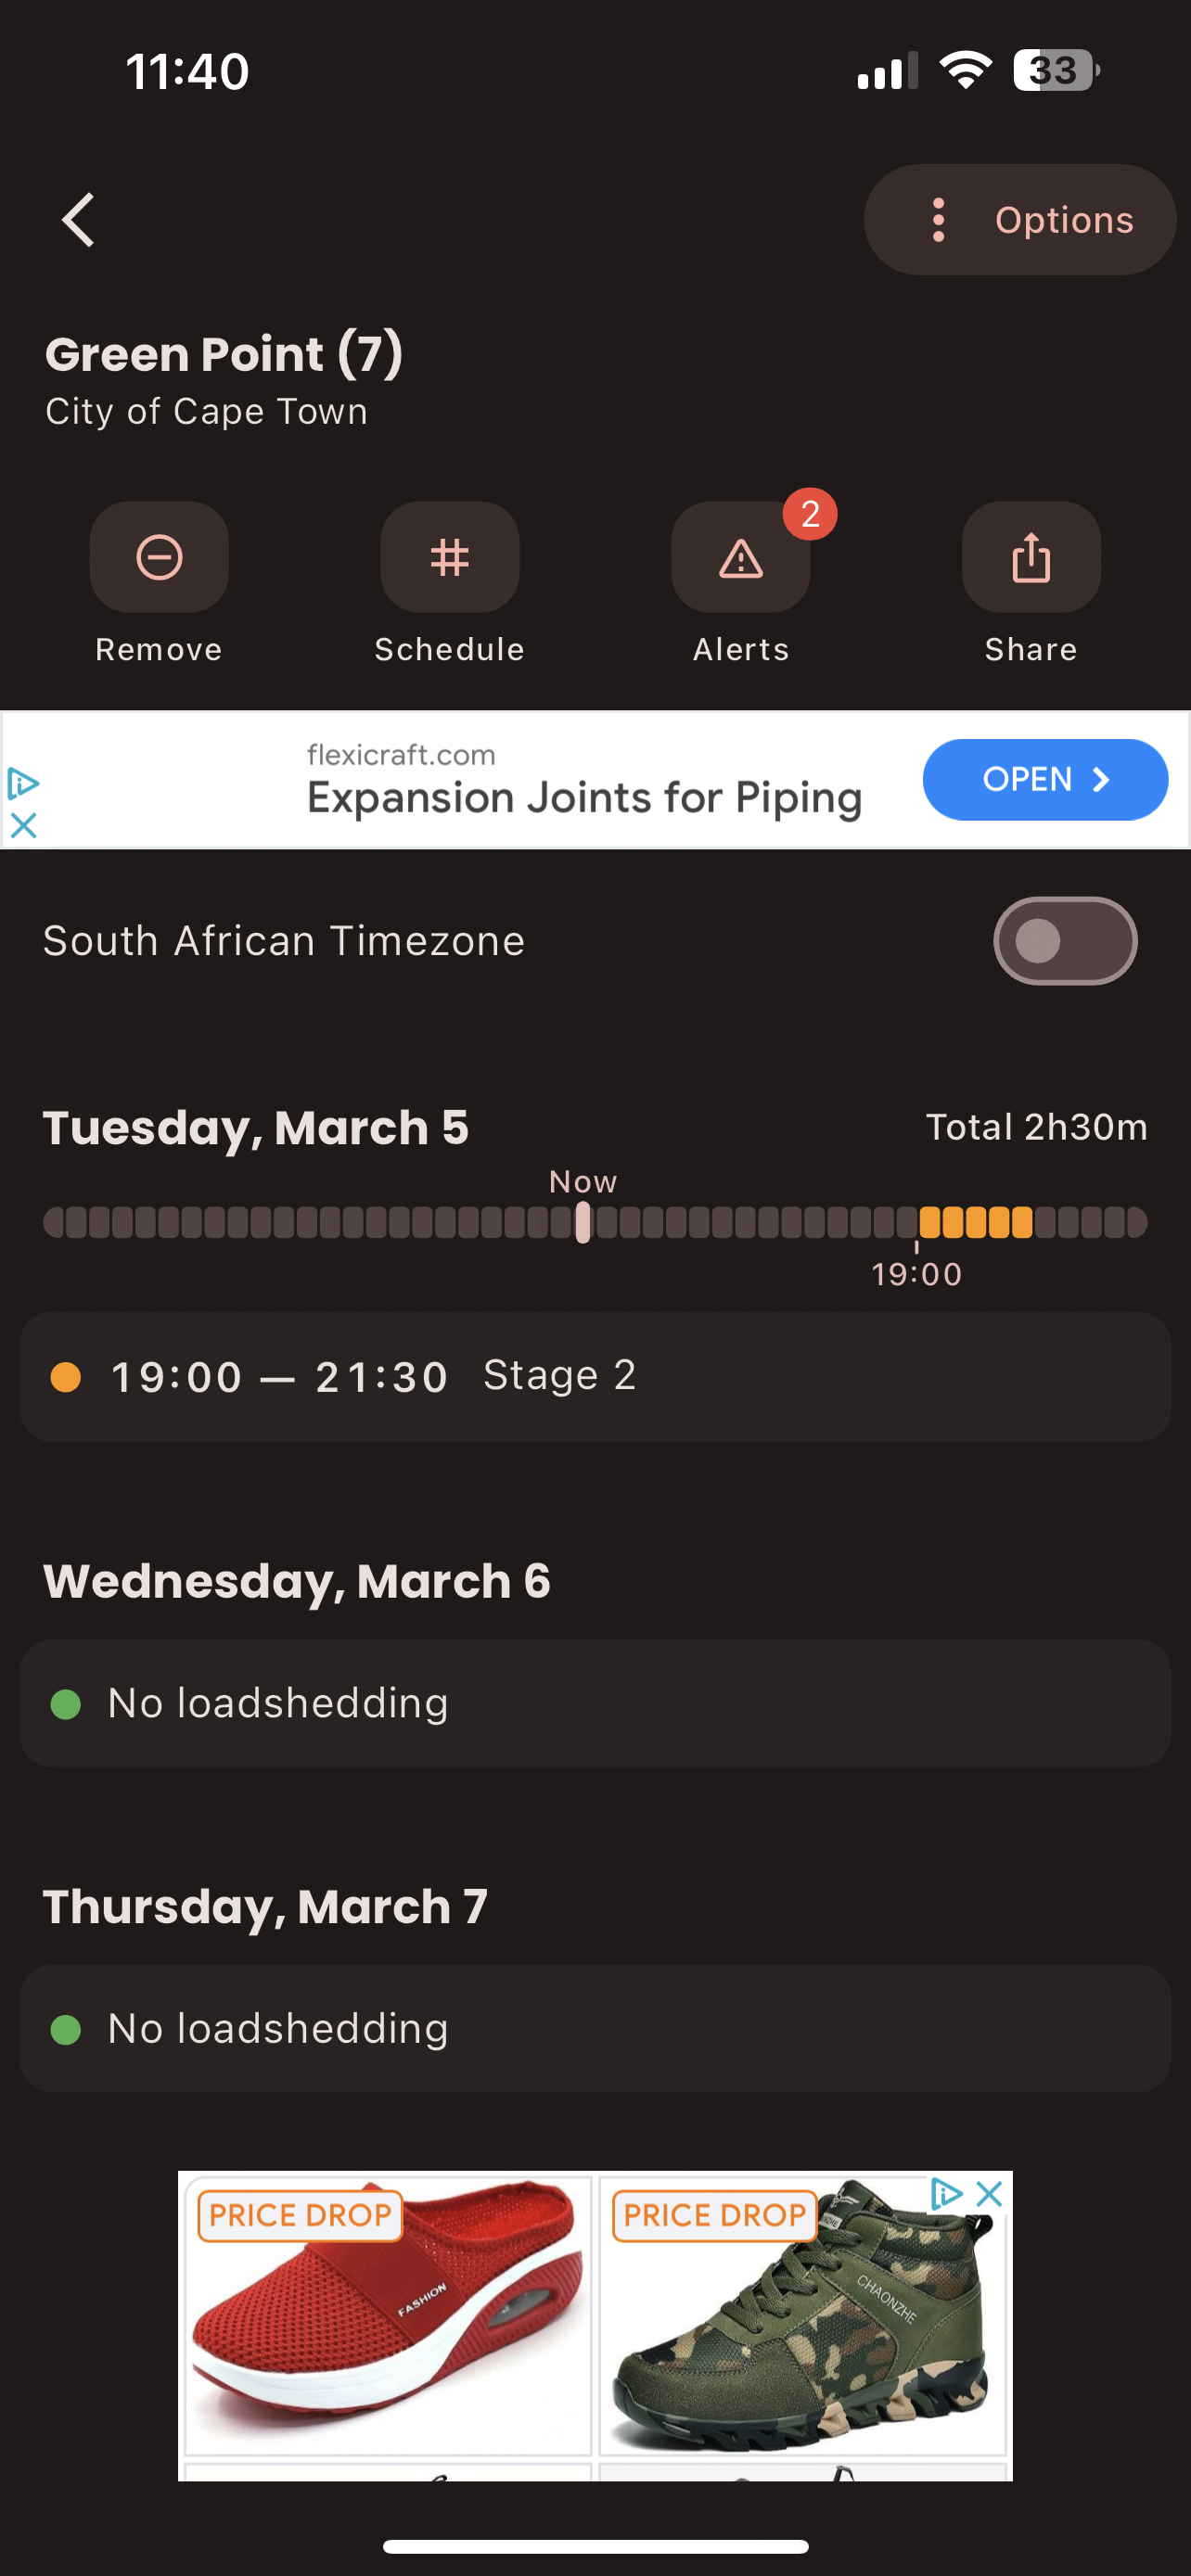 11:40
33
Options
Green Point (7)
City of Cape Town
2
Remove
Schedule
Alerts
Share
flexicraft.com
Expansion Joints for Piping
OPEN
South African Timezone
Tuesday, March 5
Total 2h30m
Now
19:00
19:00 — 21:30 Stage 2
Wednesday, March 6
No loadshedding
Thursday, March 7
No loadshedding
PRICE DROP
PRICE DROP
FASHION
CHAONZHE